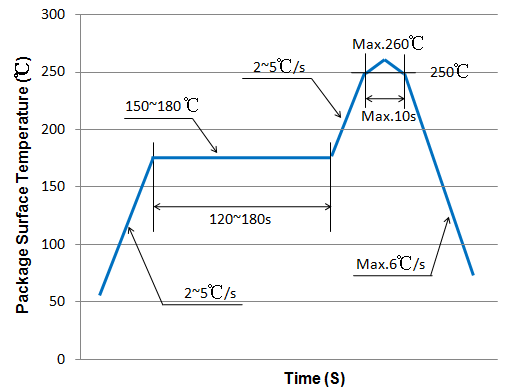 300
Max.260℃
2~5℃/s
250℃
250
Max.10s
150~180℃
200
150
120~180s
100
Max.6℃/s
2~5℃/s
50
0
Package Surface Temperature (℃)
Time (S)